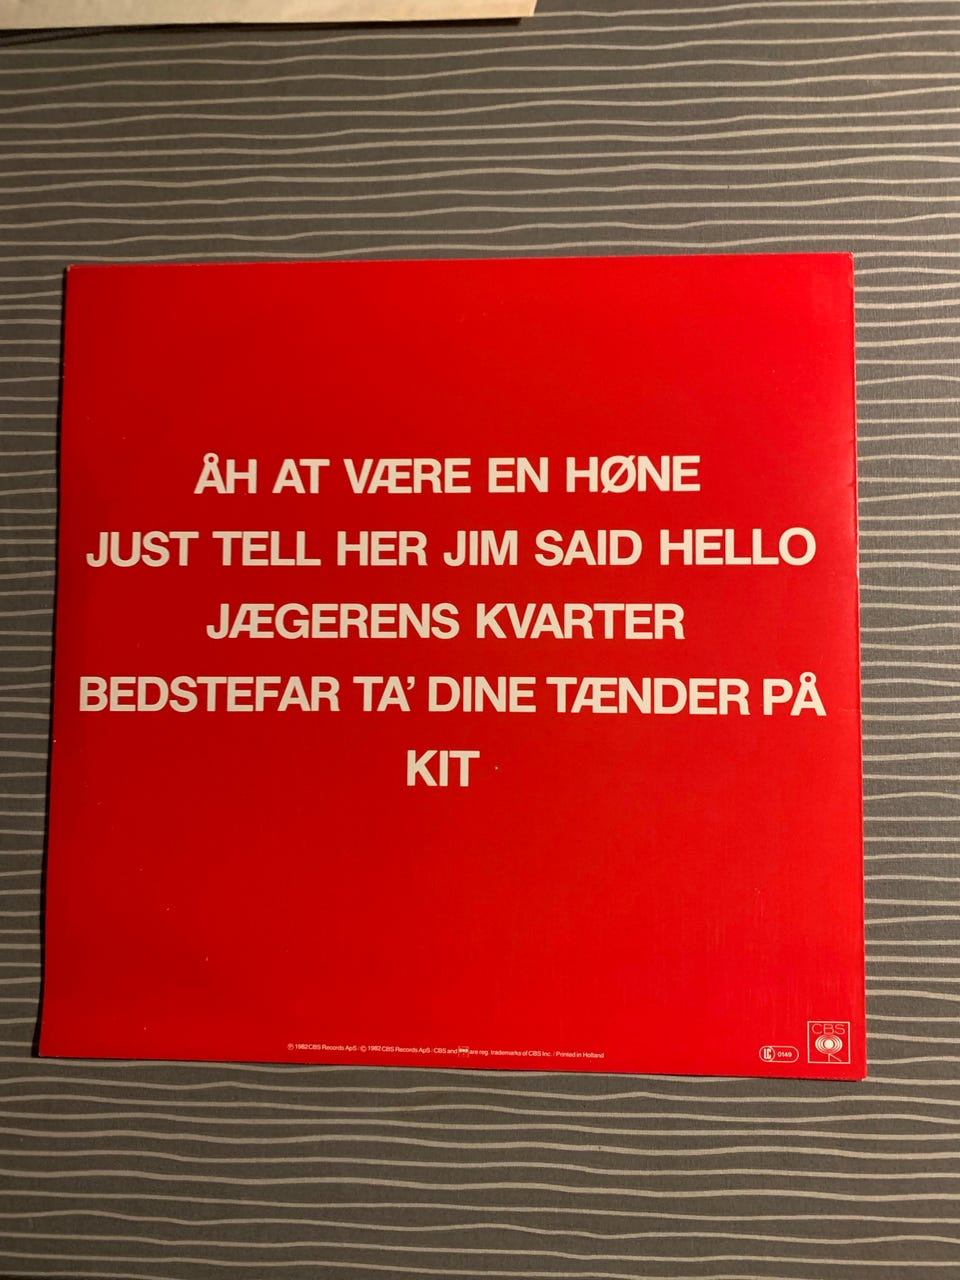 ÅH AT VÆRE EN HØNE
JUST TELL HER JIM SAID HELLO
JÆGERENS KVARTER
BEDSTEFAR TA’ DINE TÆNDER PÅ
KIT
℗ 1982 CBS Records ApS / © 1982 CBS Records ApS / CBS and are reg. trademarks of CBS Inc. / Printed in Holland
LC 0149
CBS